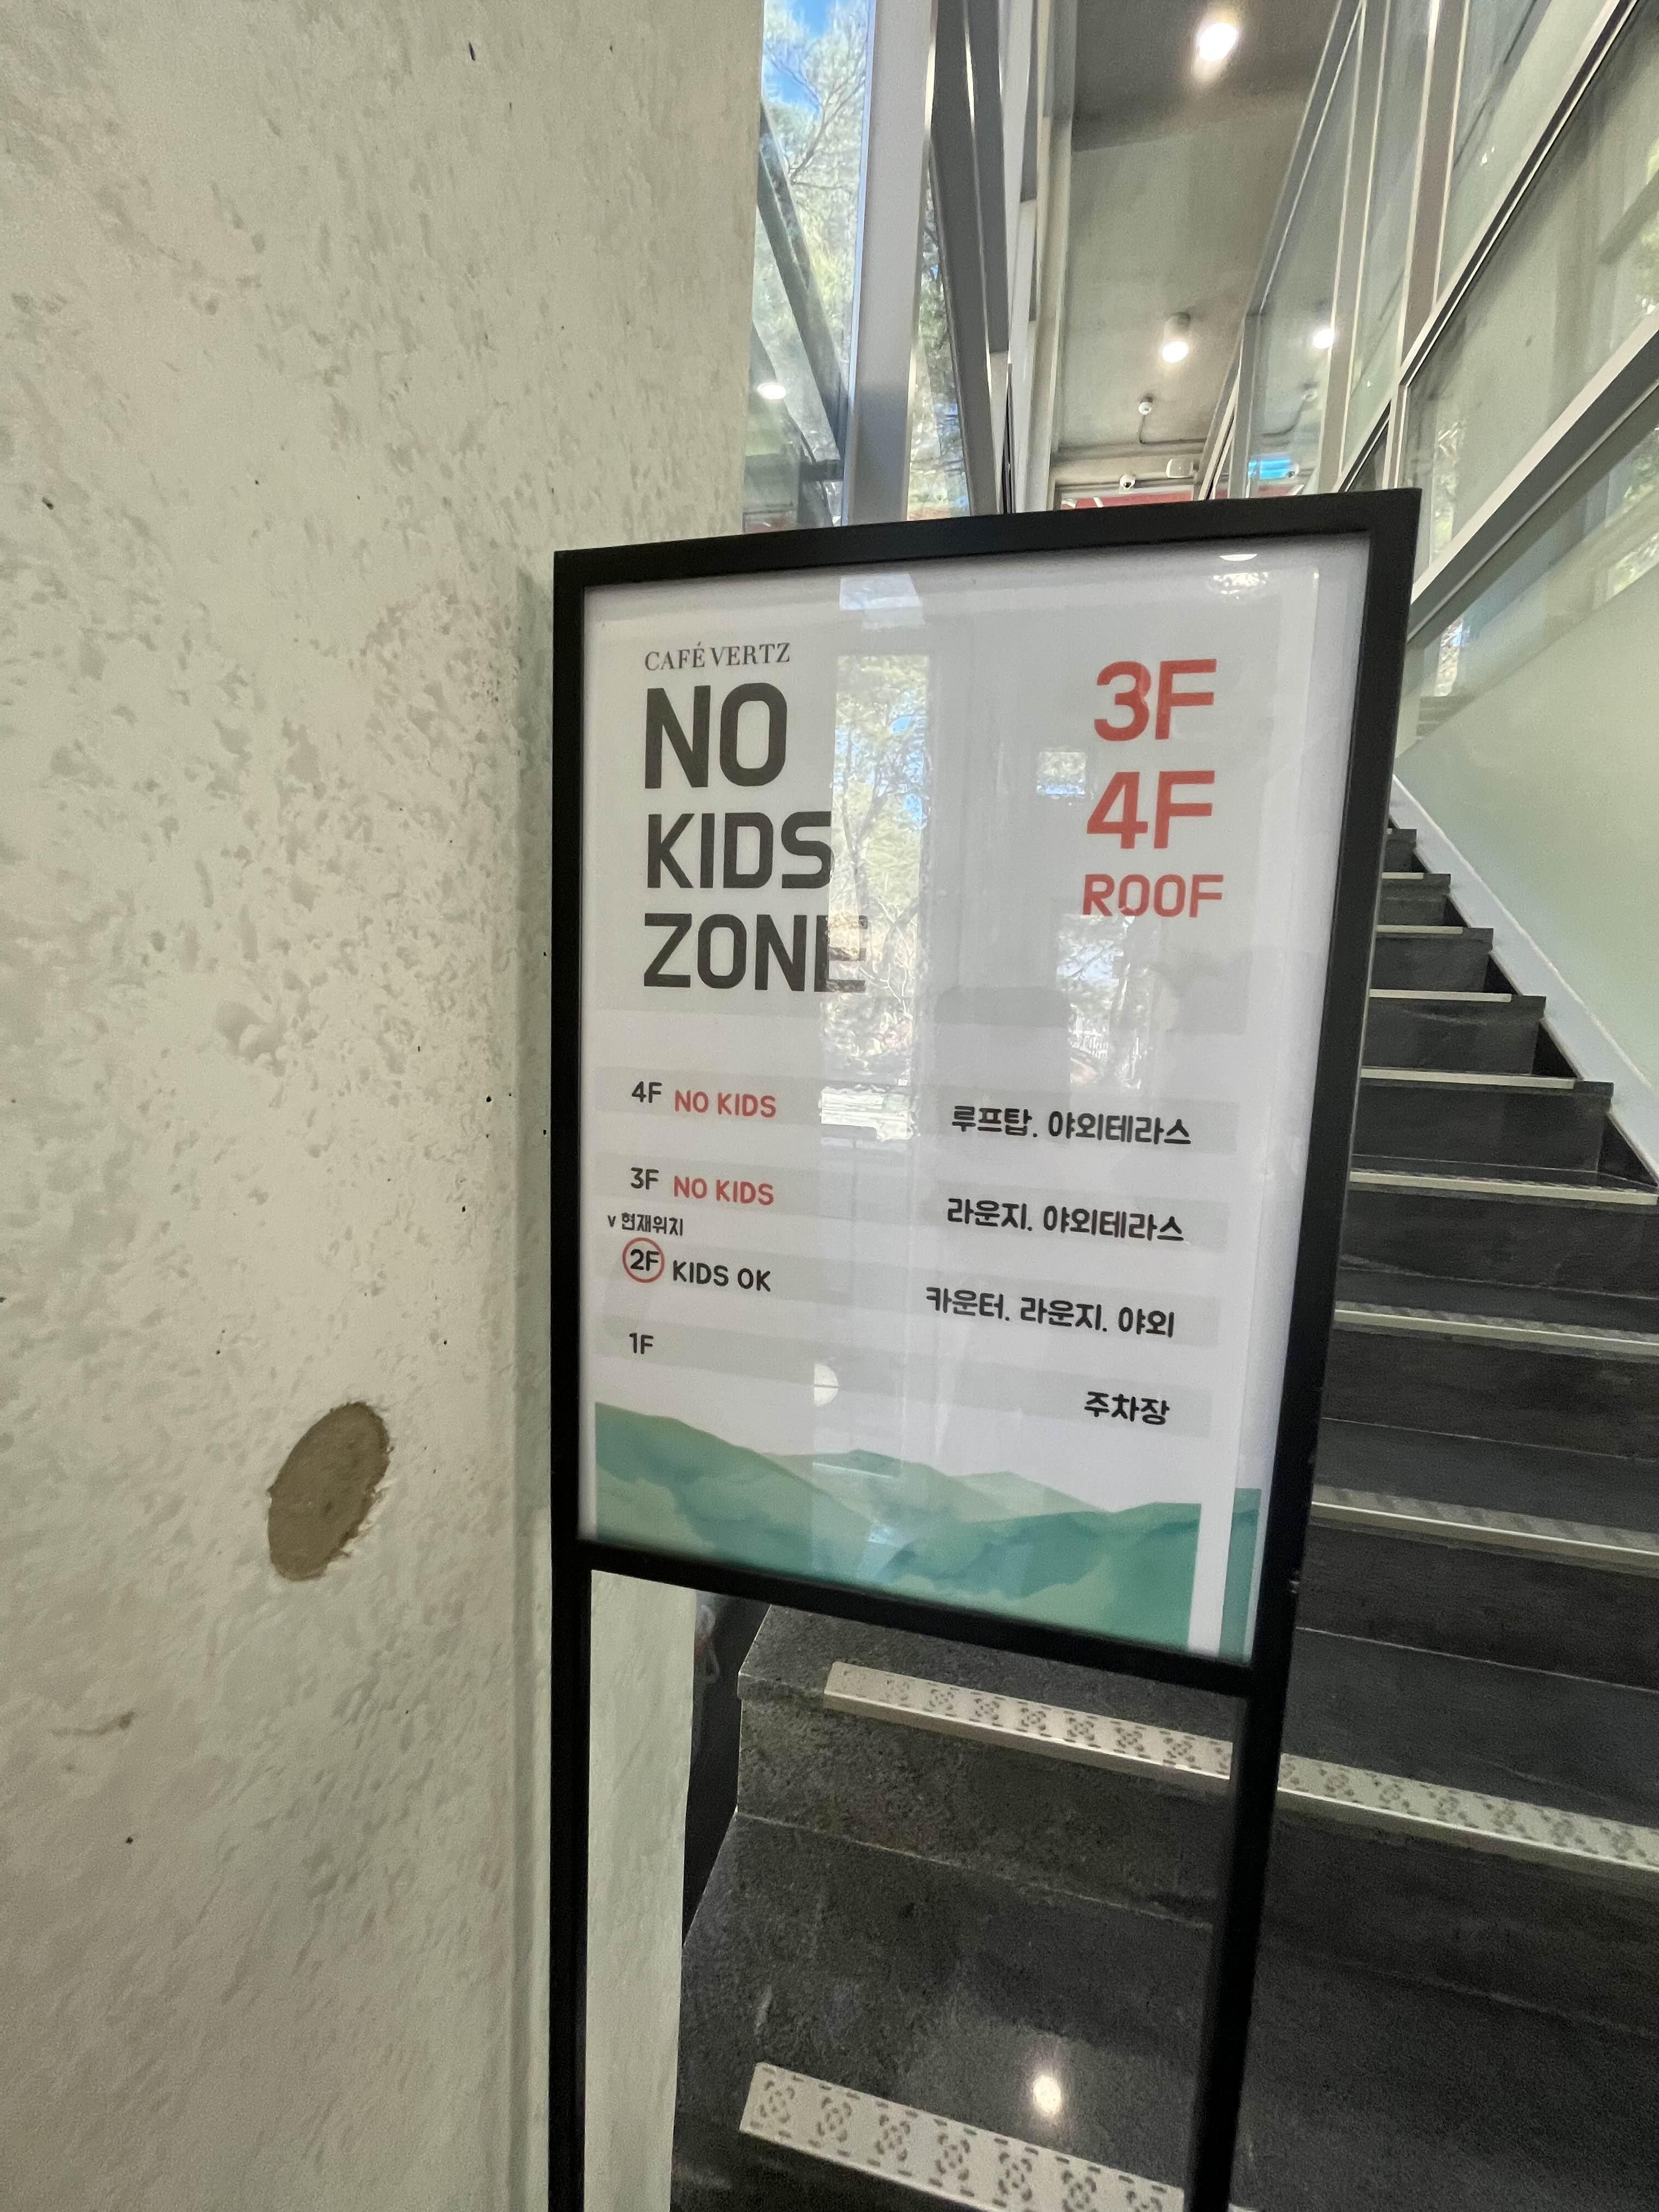 CAFÉ VERTZ
NO
KIDS
ZONE
3F
4F
ROOF
4F NO KIDS 루프탑. 야외테라스
3F NO KIDS 라운지. 야외테라스
v 현재위치
2F KIDS OK 카운터. 라운지. 야외
1F 주차장